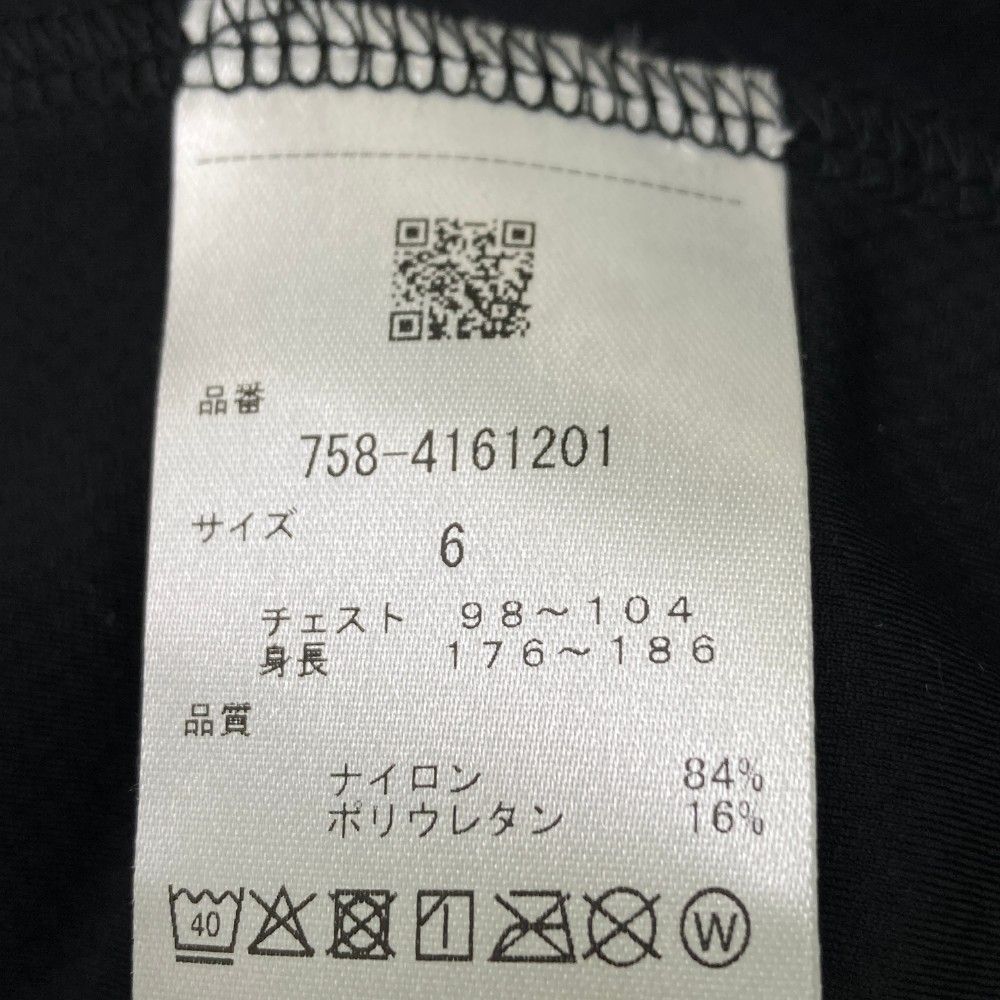 品番
758-4161201
サイズ 6
チェスト 98~104
身長 176~186
品質
ナイロン 84%
ポリウレタン 16%
40 W